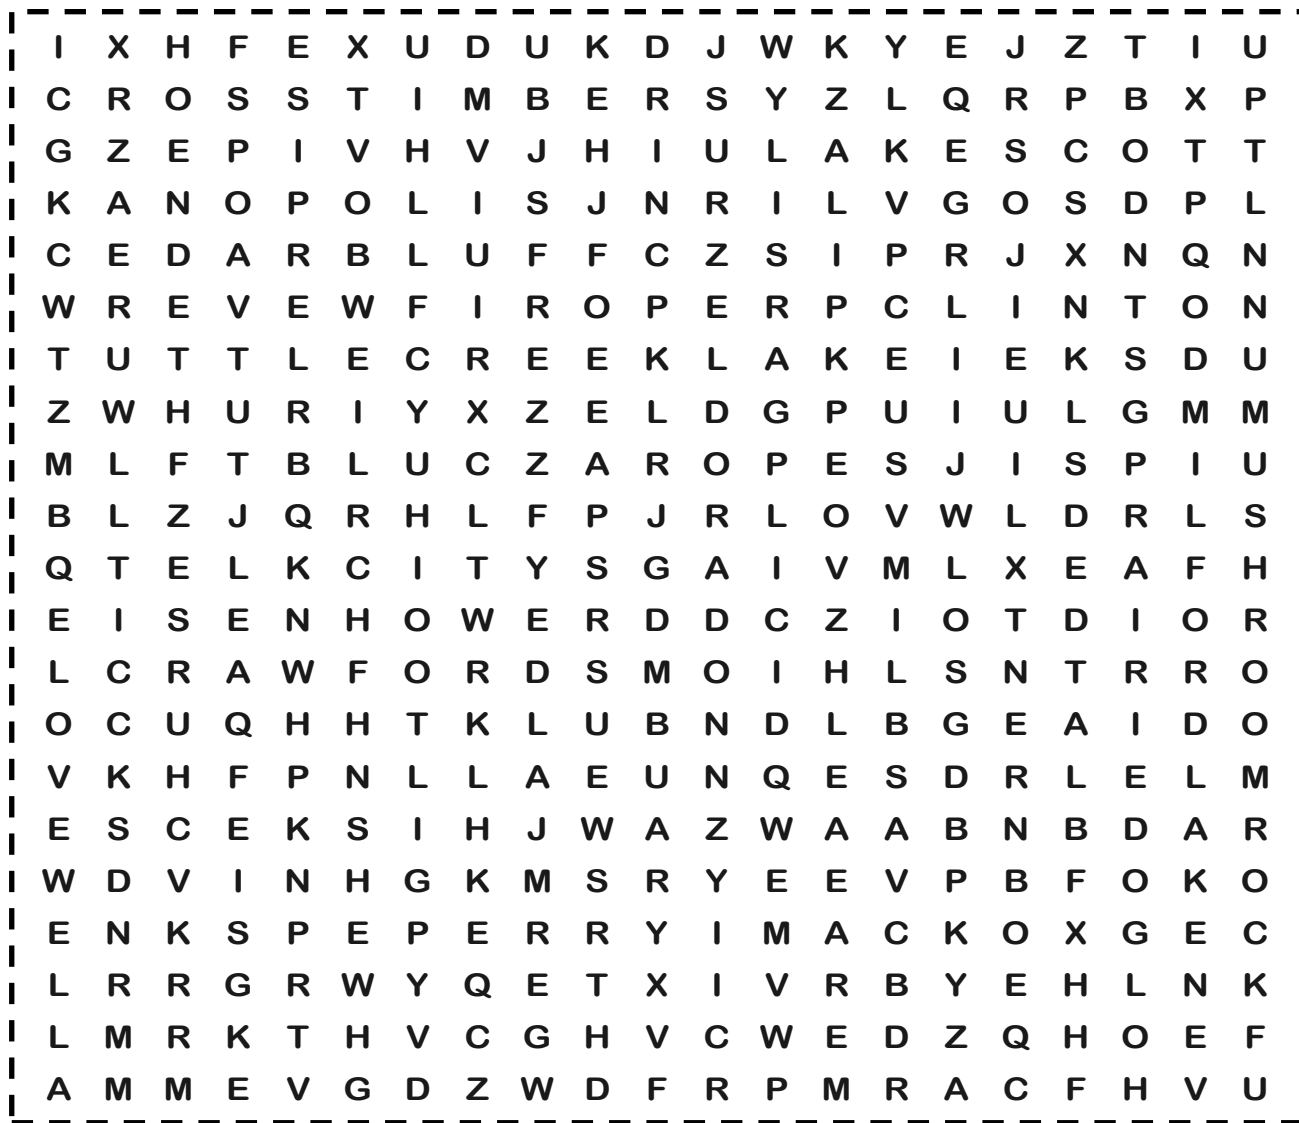 I X H F E X U D U K D J W K Y E J Z T I U
C R O S S T I M B E R S Y Z L Q R P B X P
G Z E P I V H V J H I U L A K E S C O T T
K A N O P O L I S J N R I L V G O S D P L
C E D A R B L U F F C Z S I P R J X N Q N
W R E V E W F I R O P E R P C L I N T O N
T U T T L E C R E E K L A K E I E K S D U
Z W H U R I Y X Z E L D G P U I U L G M M
M L F T B L U C Z A R O P E S J I S P I U
B L Z J Q R H L F P J R L O V W L D R L S
Q T E L K C I T Y S G A I V M L X E A F H
E I S E N H O W E R D D C Z I O T D I O R
L C R A W F O R D S M O I H L S N T R R O
O C U Q H H T K L U B N D L B G E A I D O
V K H F P N L L A E U N Q E S D R L E L M
E S C E K S I H J W A Z W A A B N B D A R
W D V I N H G K M S R Y E E V P B F O K O
E N K S P E P E R R Y I M A C K O X G E C
L R R G R W Y Q E T X I V R B Y E H L N K
L M R K T H V C G H V C W E D Z Q H O E F
A M M E V G D Z W D F R P M R A C F H V U